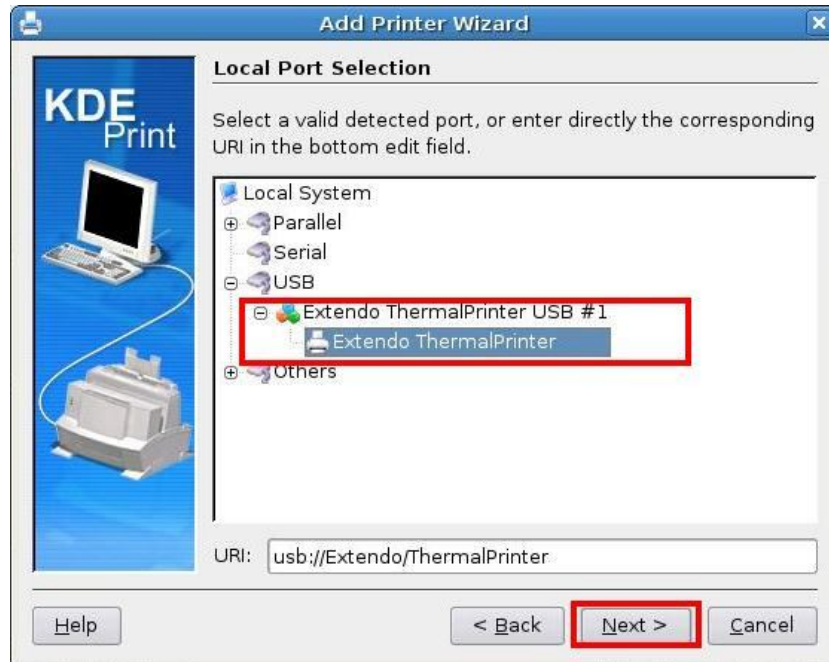 Add Printer Wizard
KDE
Print
Local Port Selection
Select a valid detected port, or enter directly the corresponding
URI in the bottom edit field.
Local System
Parallel
Serial
USB
Extendo ThermalPrinter USB #1
Extendo ThermalPrinter
Others
URI: usb://Extendo/ThermalPrinter
Help < Back Next > Cancel